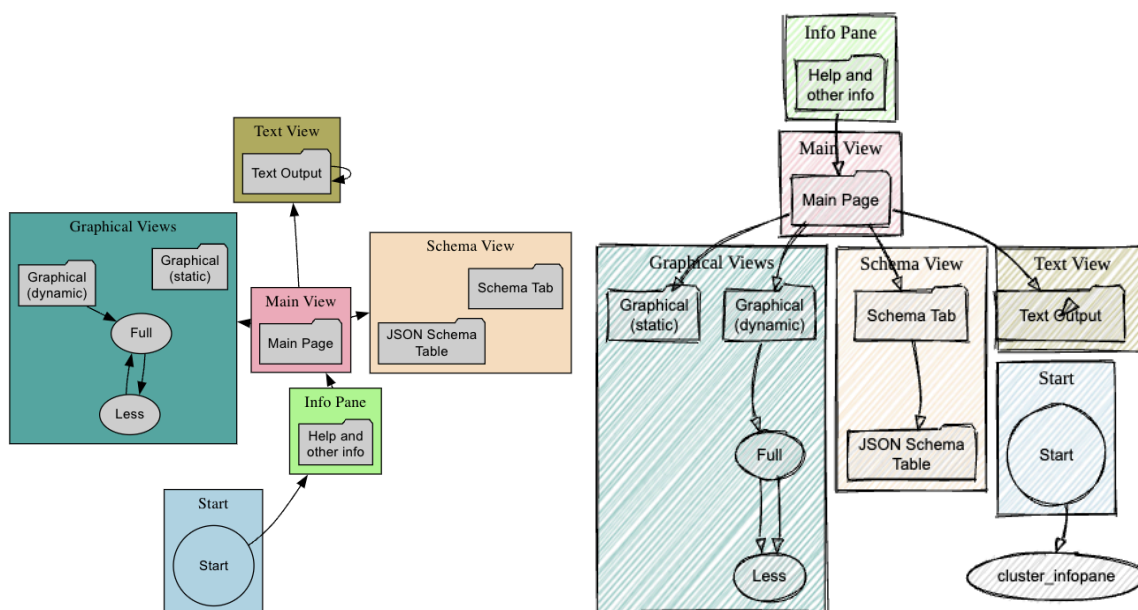 Text View
Text Output
Graphical Views
Graphical
(dynamic)
Graphical
(static)
Full
Less
Main View
Main Page
Schema View
Schema Tab
JSON Schema
Table
Info Pane
Help and
other info
Start
Start
Info Pane
Help and
other info
Main View
Main Page
Graphical Views
Graphical
(static)
Graphical
(dynamic)
Full
Less
Schema View
Schema Tab
JSON Schema
Table
Text View
Text Output
Start
Start
cluster_infopane